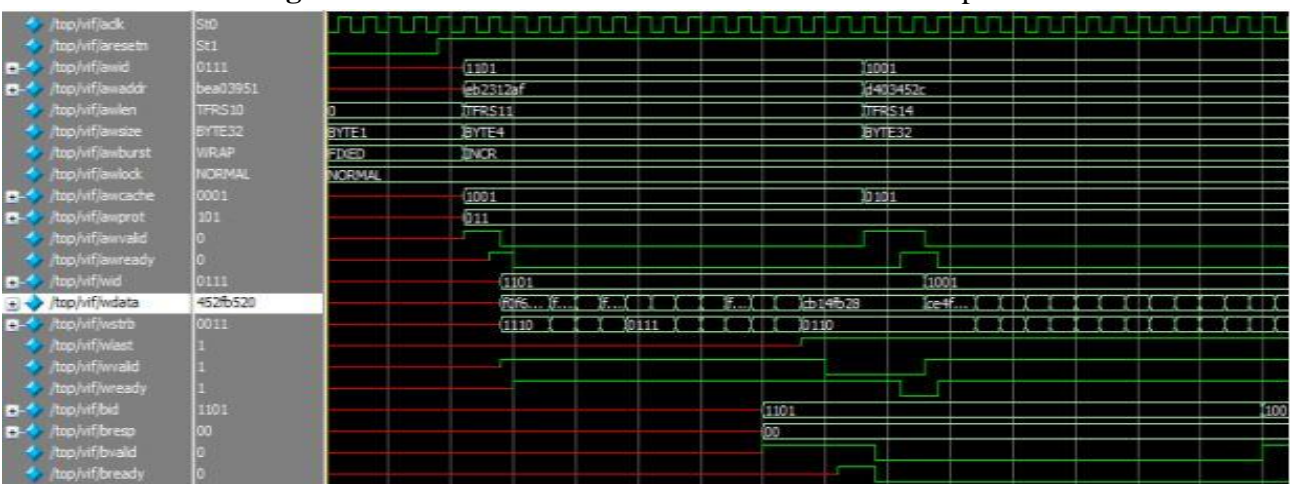 /top/vif/aclk St0
/top/vif/aresetn St1
/top/vif/awid 0111 1101 1001
/top/vif/awaddr bea03951 eb2312af d403452c
/top/vif/awlen TFRS10 0 TFRS11 TFRS14
/top/vif/awsize BYTE32 BYTE1 BYTE4 BYTE32
/top/vif/awburst WRAP FIXED INCR
/top/vif/awlock NORMAL NORMAL
/top/vif/awcache 0001 1001 0101
/top/vif/awprot 101 011
/top/vif/awvalid 0
/top/vif/awready 0
/top/vif/wid 0111 1101 1001
/top/vif/wdata 452fb520 f0f6... f... f... f... cb14fb28 ce4f...
/top/vif/wstrb 0011 1110 0111 0110
/top/vif/wlast 1
/top/vif/wvalid 1
/top/vif/wready 1
/top/vif/bid 1101 1101 100
/top/vif/bresp 00 00
/top/vif/bvalid 0
/top/vif/bready 0